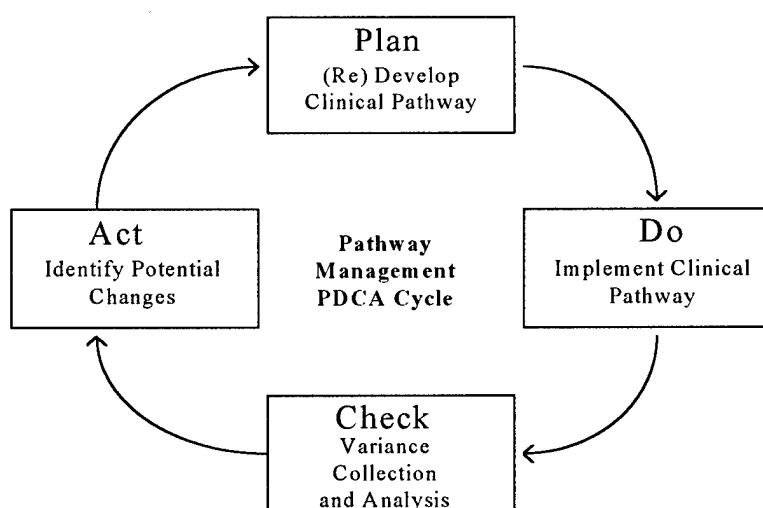 Plan
(Re) Develop
Clinical Pathway
Act
Identify Potential
Changes
Pathway
Management
PDCA Cycle
Do
Implement Clinical
Pathway
Check
Variance
Collection
and Analysis